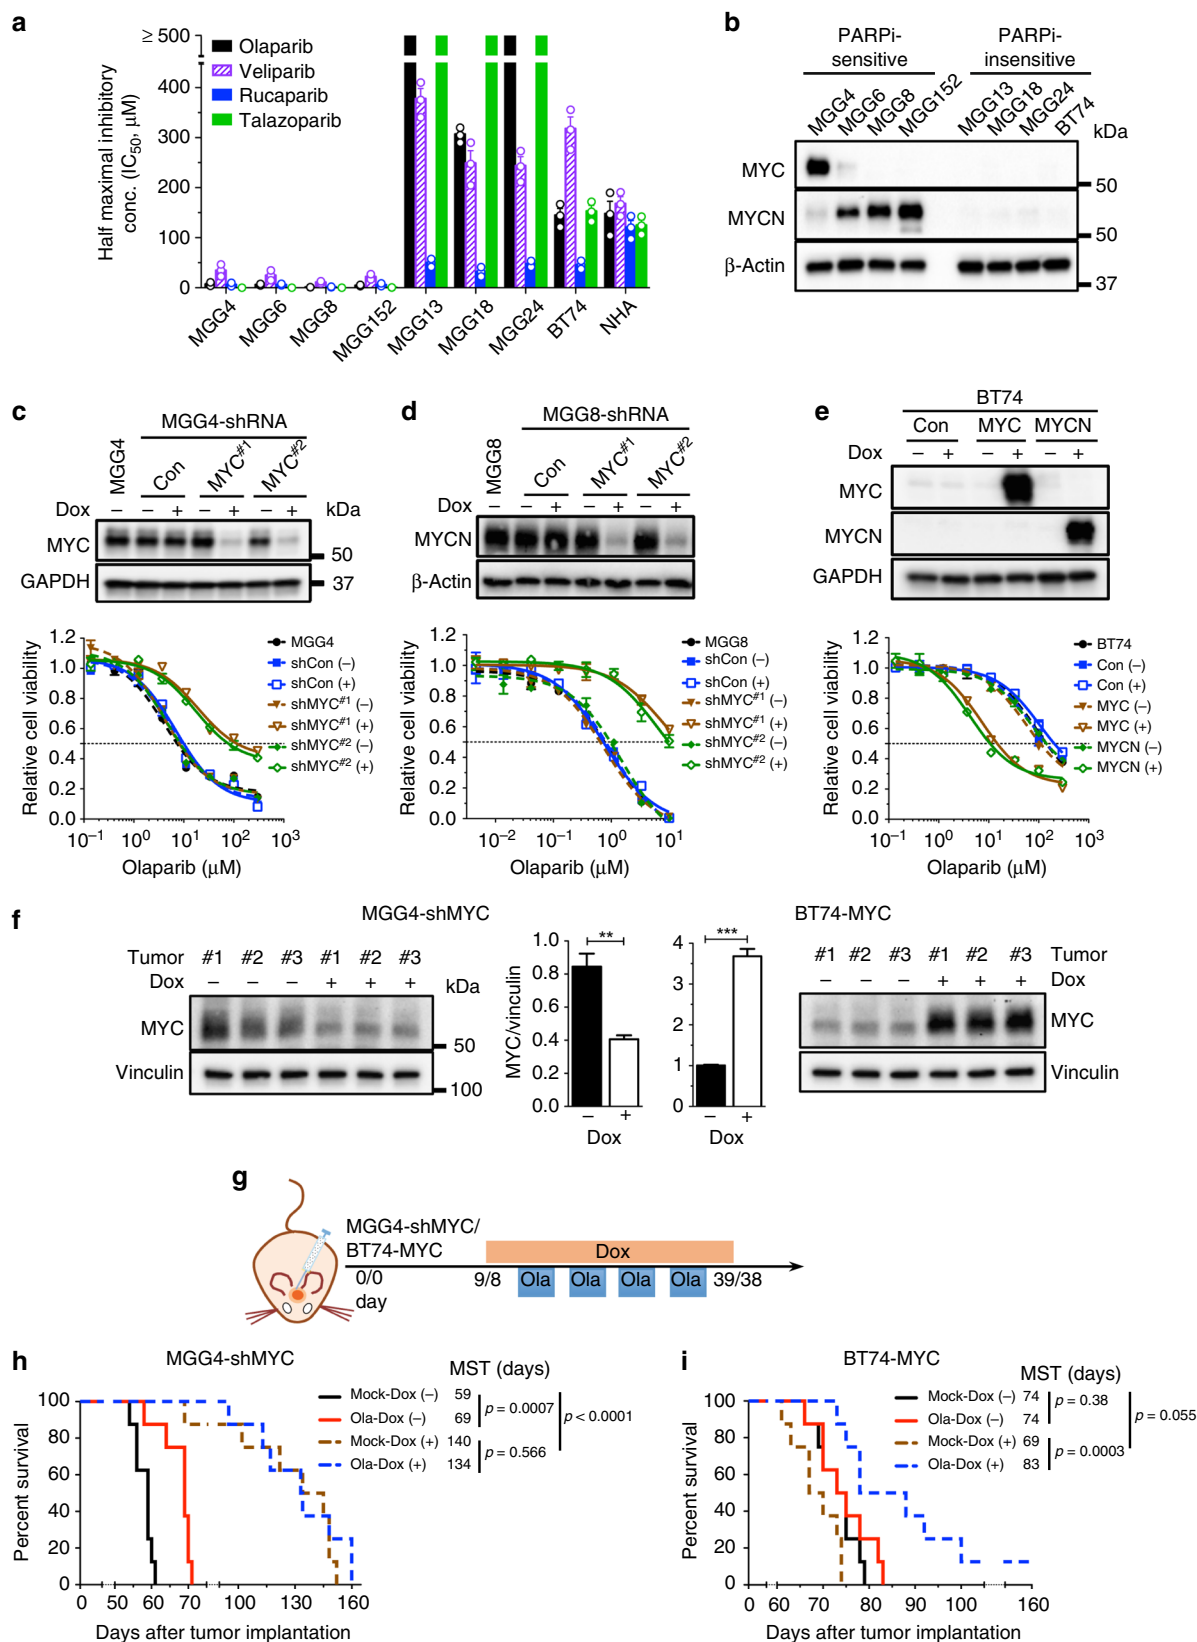 a
≥ 500
400
300
200
100
0
Half maximal inhibitory
conc. (IC50, μM)
Olaparib
Veliparib
Rucaparib
Talazoparib
MGG4
MGG6
MGG8
MGG152
MGG13
MGG18
MGG24
BT74
NHA
b
PARPi-
sensitive
PARPi-
insensitive
MGG4
MGG6
MGG8
MGG152
MGG13
MGG18
MGG24
BT74
kDa
MYC
50
MYCN
50
β-Actin
37
c
MGG4-shRNA
MGG4
Con
MYC#1
MYC#2
Dox – – + – + – + kDa
MYC
50
GAPDH
37
Relative cell viability
1.2
1.0
0.8
0.6
0.4
0.2
0.0
10−1 100 101 102 103
Olaparib (μM)
MGG4
shCon (–)
shCon (+)
shMYC#1 (–)
shMYC#1 (+)
shMYC#2 (–)
shMYC#2 (+)
d
MGG8-shRNA
MGG8
Con
MYC#1
MYC#2
Dox – – + – + – +
MYCN
β-Actin
Relative cell viability
1.2
1.0
0.8
0.6
0.4
0.2
0.0
10−2 10−1 100 101
Olaparib (μM)
MGG8
shCon (–)
shCon (+)
shMYC#1 (–)
shMYC#1 (+)
shMYC#2 (–)
shMYC#2 (+)
e
BT74
Con MYC MYCN
Dox – + – + – +
MYC
MYCN
GAPDH
Relative cell viability
1.2
1.0
0.8
0.6
0.4
0.2
0.0
10−1 100 101 102 103
Olaparib (μM)
BT74
Con (–)
Con (+)
MYC (–)
MYC (+)
MYCN (–)
MYCN (+)
f
MGG4-shMYC
Tumor #1 #2 #3 #1 #2 #3
Dox – – – + + + kDa
MYC
50
Vinculin
100
MYC/vinculin
1.0
0.8
0.6
0.4
0.2
0.0
**
– +
Dox
4
3
2
1
0
***
– +
Dox
BT74-MYC
#1 #2 #3 #1 #2 #3 Tumor
– – – + + + Dox
MYC
Vinculin
g
MGG4-shMYC/
BT74-MYC
Dox
0/0
day
9/8
Ola Ola Ola Ola
39/38
h
MGG4-shMYC
MST (days)
Mock-Dox (–) 59
Ola-Dox (–) 69
Mock-Dox (+) 140
Ola-Dox (+) 134
p = 0.0007
p = 0.566
p < 0.0001
Percent survival
100
80
60
40
20
0
0 50 60 70 100 130 160
Days after tumor implantation
i
BT74-MYC
MST (days)
Mock-Dox (–) 74
Ola-Dox (–) 74
Mock-Dox (+) 69
Ola-Dox (+) 83
p = 0.38
p = 0.0003
p = 0.055
Percent survival
100
80
60
40
20
0
0 60 70 80 90 100 160
Days after tumor implantation